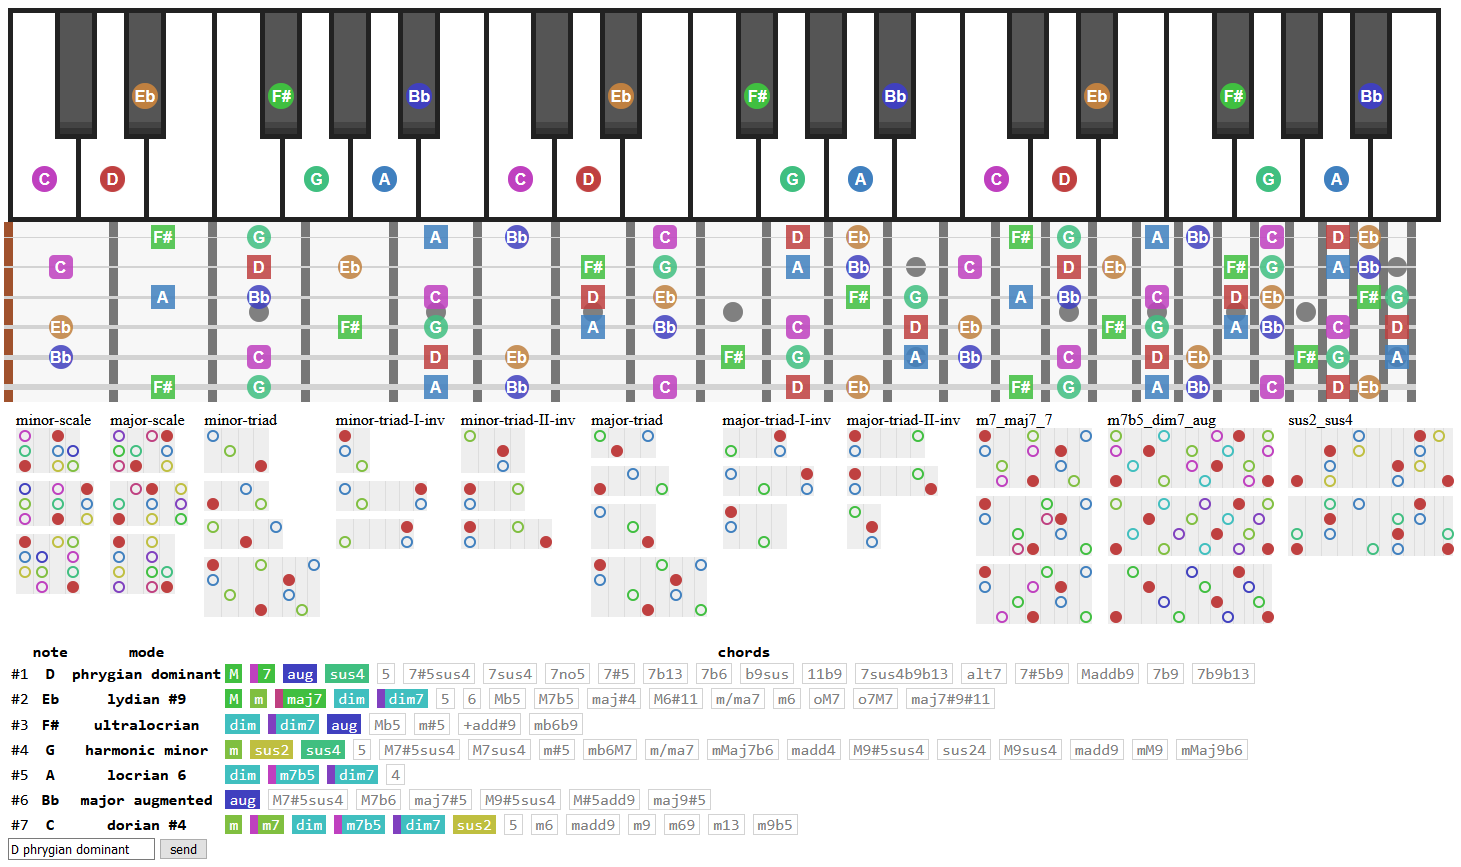 Eb F# Bb Eb F# Bb Eb F# Bb
C D G A C D G A C D G A
F# G A Bb C D Eb F# G A Bb C D Eb
C D Eb F# G A Bb C D Eb F# G A Bb
A Bb C D Eb F# G A Bb C D Eb F# G
Eb F# G A Bb C D Eb F# G A Bb C D
Bb C D Eb F# G A Bb C D Eb F# G A
F# G A Bb C D Eb F# G A Bb C D Eb
minor-scale major-scale minor-triad minor-triad-I-inv minor-triad-II-inv major-triad major-triad-I-inv major-triad-II-inv m7_maj7_7 m7b5_dim7_aug sus2_sus4
note mode chords
#1 D phrygian dominant M 7 aug sus4 5 7#5sus4 7sus4 7no5 7#5 7b13 7b6 b9sus 11b9 7sus4b9b13 alt7 7#5b9 Maddb9 7b9 7b9b13
#2 Eb lydian #9 M m maj7 dim dim7 5 6 Mb5 M7b5 maj#4 M6#11 m/ma7 m6 oM7 o7M7 maj7#9#11
#3 F# ultralocrian dim dim7 aug Mb5 m#5 +add#9 mb6b9
#4 G harmonic minor m sus2 sus4 5 M7#5sus4 M7sus4 m#5 mb6M7 m/ma7 mMaj7b6 madd4 M9#5sus4 sus24 M9sus4 madd9 mM9 mMaj9b6
#5 A locrian 6 dim m7b5 dim7 4
#6 Bb major augmented aug M7#5sus4 M7b6 maj7#5 M9#5sus4 M#5add9 maj9#5
#7 C dorian #4 m m7 dim m7b5 dim7 sus2 5 m6 madd9 m9 m69 m13 m9b5
D phrygian dominant send